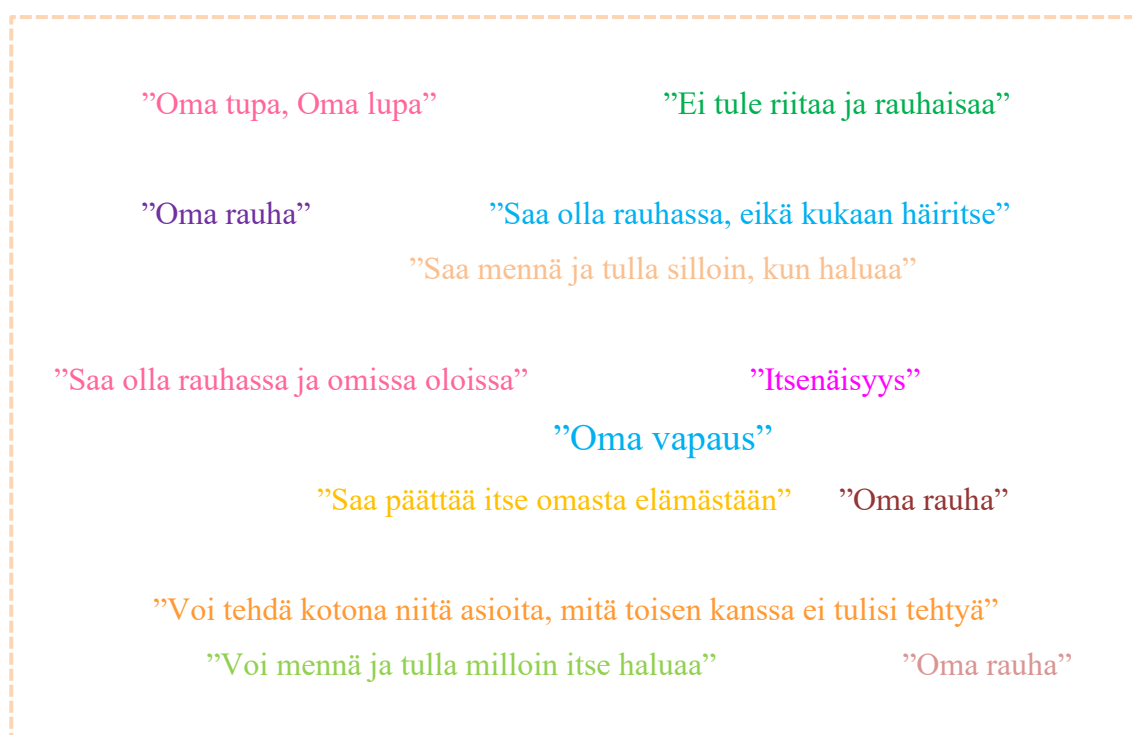 ”Oma tupa, Oma lupa” ”Ei tule riitaa ja rauhaisaa”
”Oma rauha” ”Saa olla rauhassa, eikä kukaan häiritse”
”Saa mennä ja tulla silloin, kun haluaa”
”Saa olla rauhassa ja omissa oloissa” ”Itsenäisyys”
”Oma vapaus”
”Saa päättää itse omasta elämästään” ”Oma rauha”
”Voi tehdä kotona niitä asioita, mitä toisen kanssa ei tulisi tehtyä”
”Voi mennä ja tulla milloin itse haluaa” ”Oma rauha”